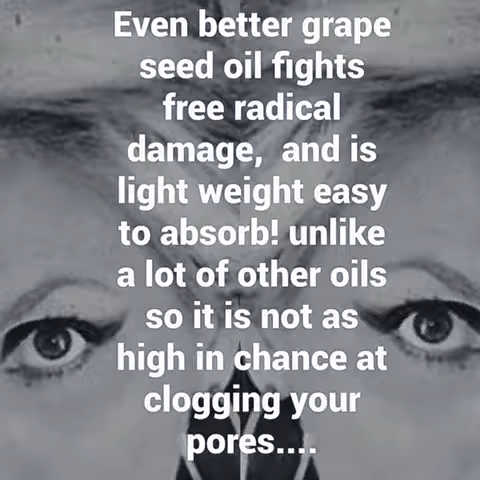 Even better grape
seed oil fights
free radical
damage,  and is
light weight easy
to absorb! unlike
a lot of other oils
so it is not as
high in chance at
clogging your
pores....